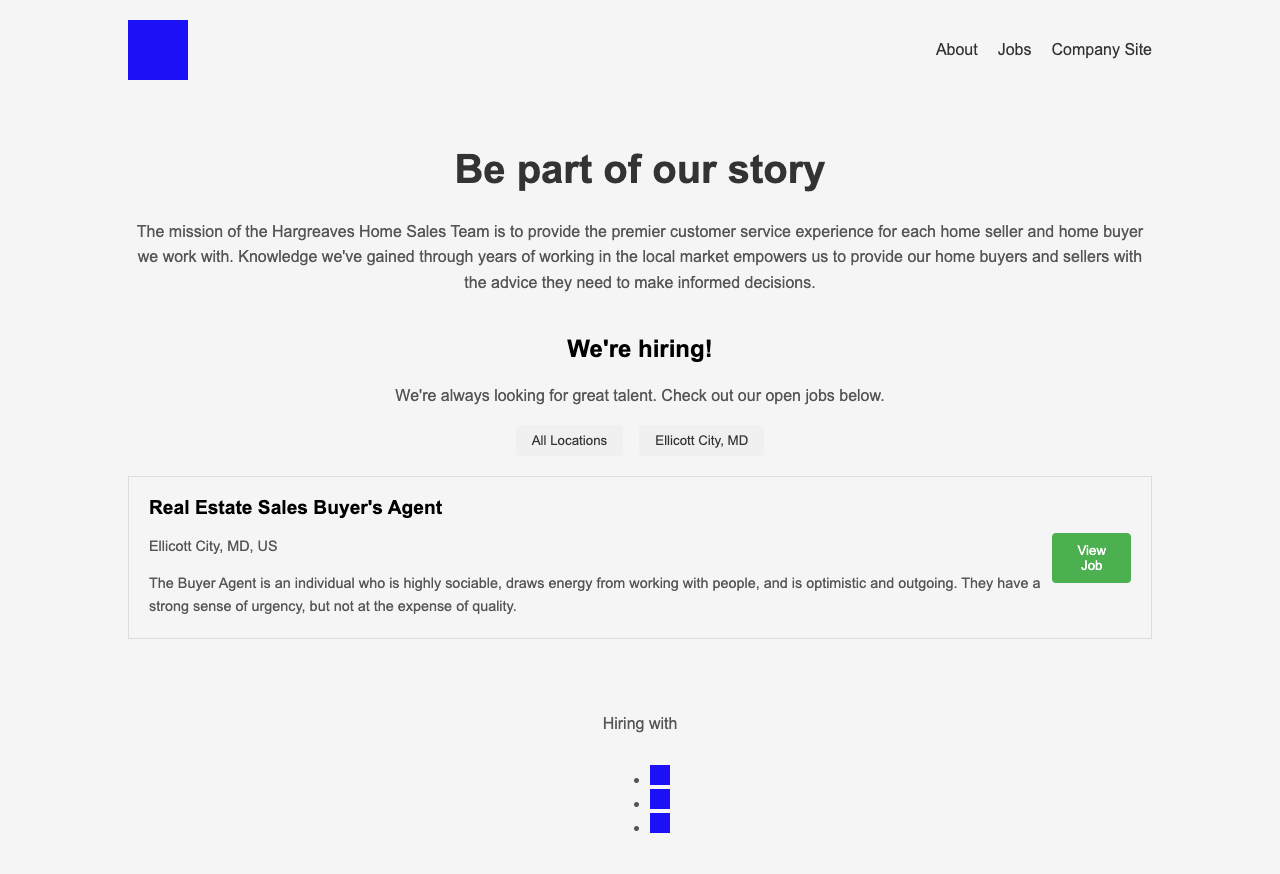 About Jobs Company Site
Be part of our story
The mission of the Hargreaves Home Sales Team is to provide the premier customer service experience for each home seller and home buyer
we work with. Knowledge we've gained through years of working in the local market empowers us to provide our home buyers and sellers with
the advice they need to make informed decisions.
We're hiring!
We're always looking for great talent. Check out our open jobs below.
All Locations Ellicott City, MD
Real Estate Sales Buyer's Agent
Ellicott City, MD, US
The Buyer Agent is an individual who is highly sociable, draws energy from working with people, and is optimistic and outgoing. They have a
strong sense of urgency, but not at the expense of quality.
View
Job
Hiring with